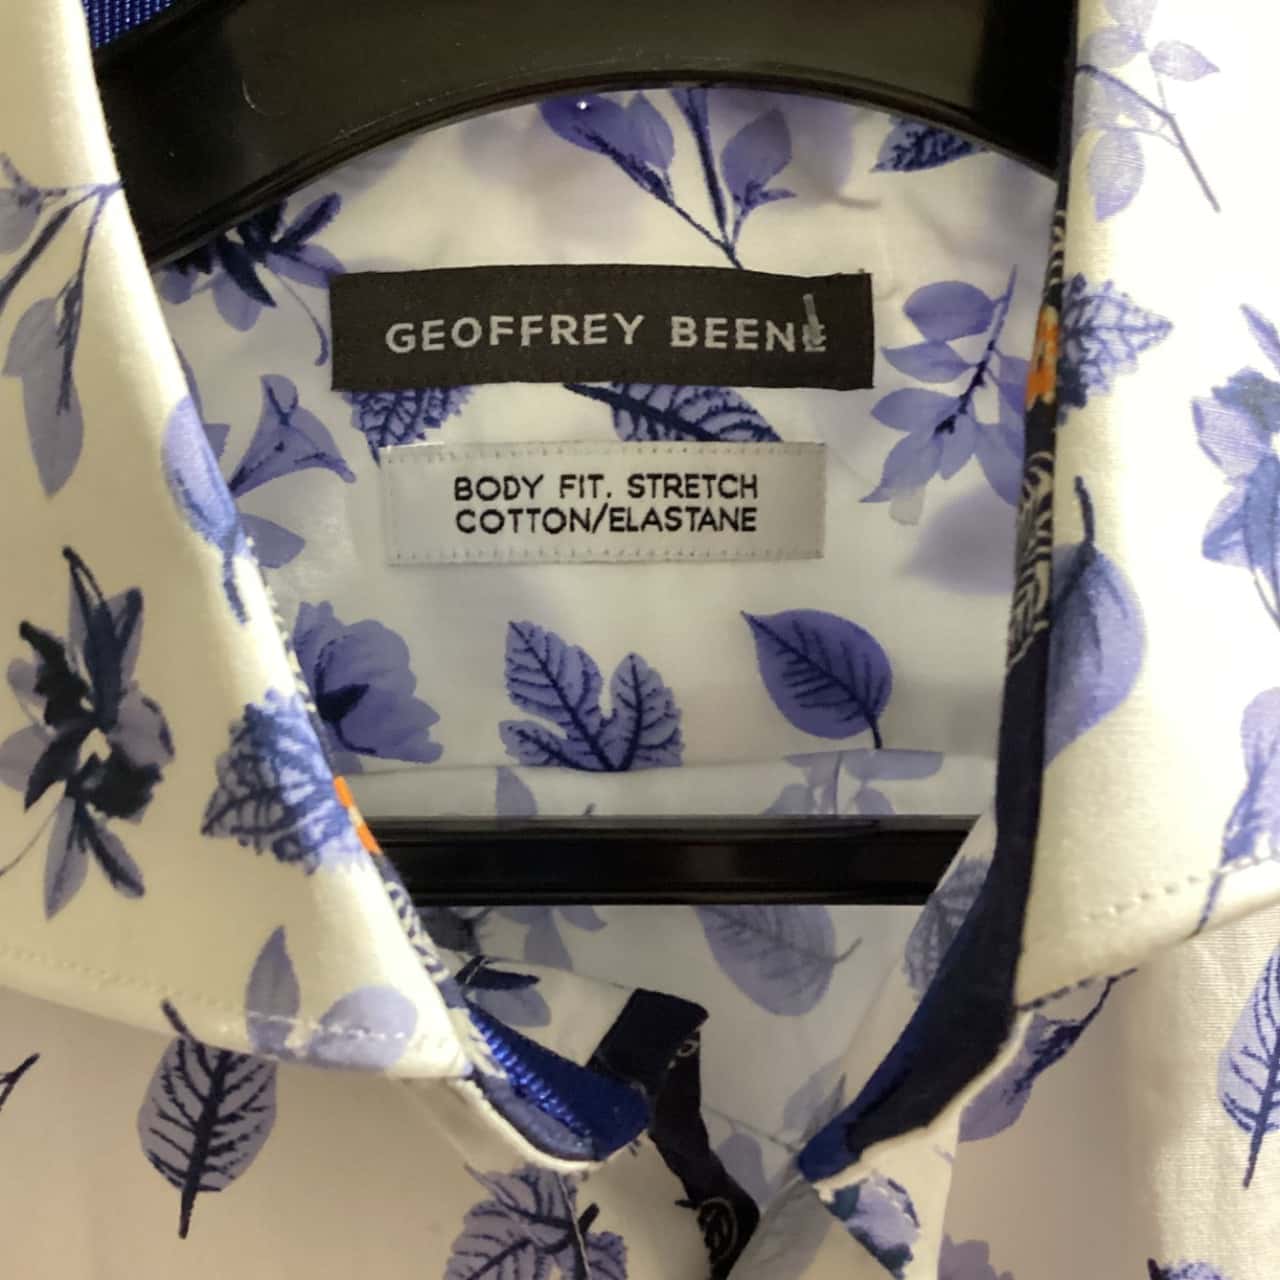 GEOFFREY BEENE
BODY FIT. STRETCH
COTTON/ELASTANE